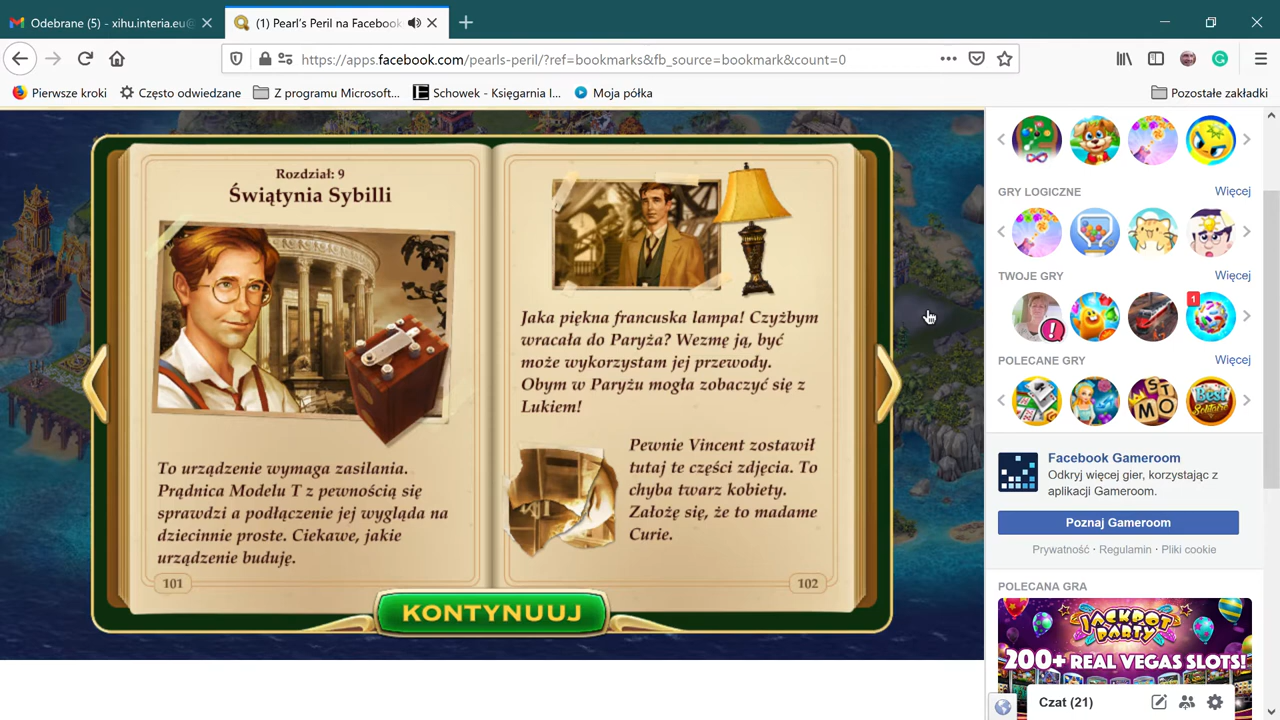 Odebrane (5) - xihu.interia.eu@
(1) Pearl's Peril na Facebook
https://apps.facebook.com/pearls-peril/?ref=bookmarks&fb_source=bookmark&count=0
Pierwsze kroki
Często odwiedzane
Z programu Microsoft...
Schowek - Księgarnia I...
Moja półka
Pozostałe zakładki
Rozdział: 9
Świątynia Sybilli
To urządzenie wymaga zasilania.
Prądnica Modelu T z pewnością się
sprawdzi a podłączenie jej wygląda na
dziecinnie proste. Ciekawe, jakie
urządzenie buduję.
101
Jaka piękna francuska lampa! Czyżbym
wracała do Paryża? Wezmę ją, być
może wykorzystam jej przewody.
Obym w Paryżu mogła zobaczyć się z
Lukiem!
Pewnie Vincent zostawił
tutaj te części zdjęcia. To
chyba twarz kobiety.
Założę się, że to madame
Curie.
102
KONTYNUUJ
GRY LOGICZNE
Więcej
TWOJE GRY
Więcej
1
POLECANE GRY
Więcej
ST
MO
Best
Solitaire
Facebook Gameroom
Odkryj więcej gier, korzystając z
aplikacji Gameroom.
Poznaj Gameroom
Prywatność · Regulamin · Pliki cookie
POLECANA GRA
JACKPOT
PARTY
200+ REAL VEGAS SLOTS!
Czat (21)